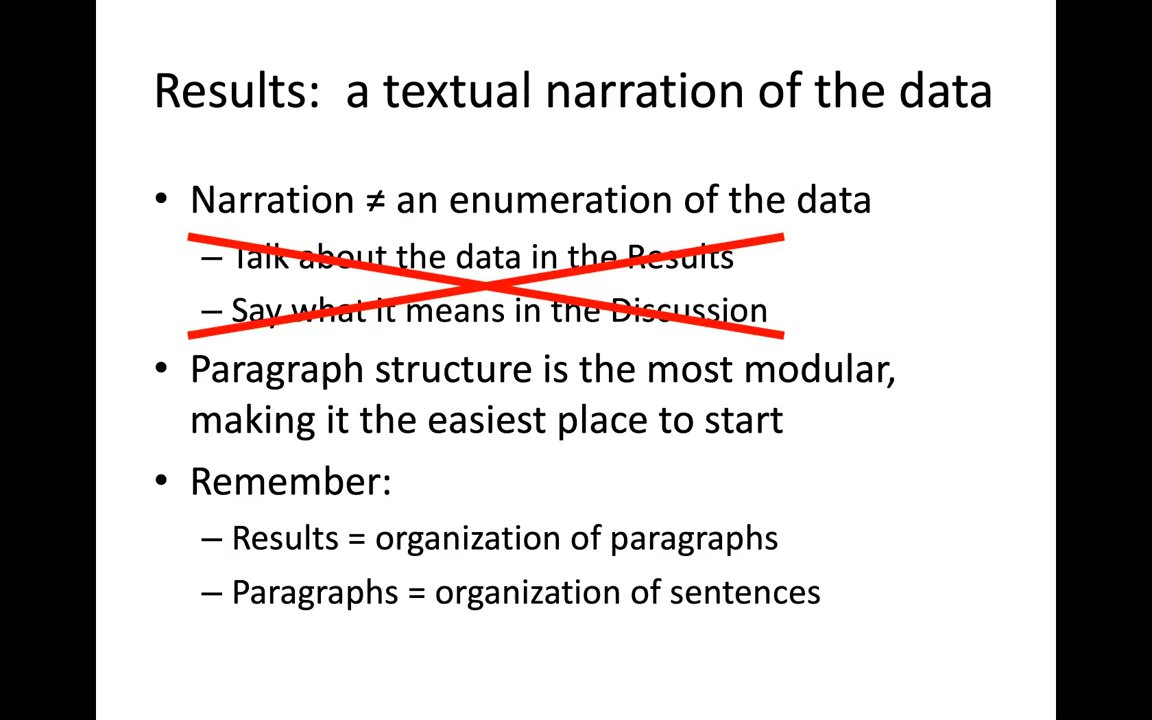 Results: a textual narration of the data
• Narration ≠ an enumeration of the data
– Talk about the data in the Results
– Say what it means in the Discussion
• Paragraph structure is the most modular,
making it the easiest place to start
• Remember:
– Results = organization of paragraphs
– Paragraphs = organization of sentences